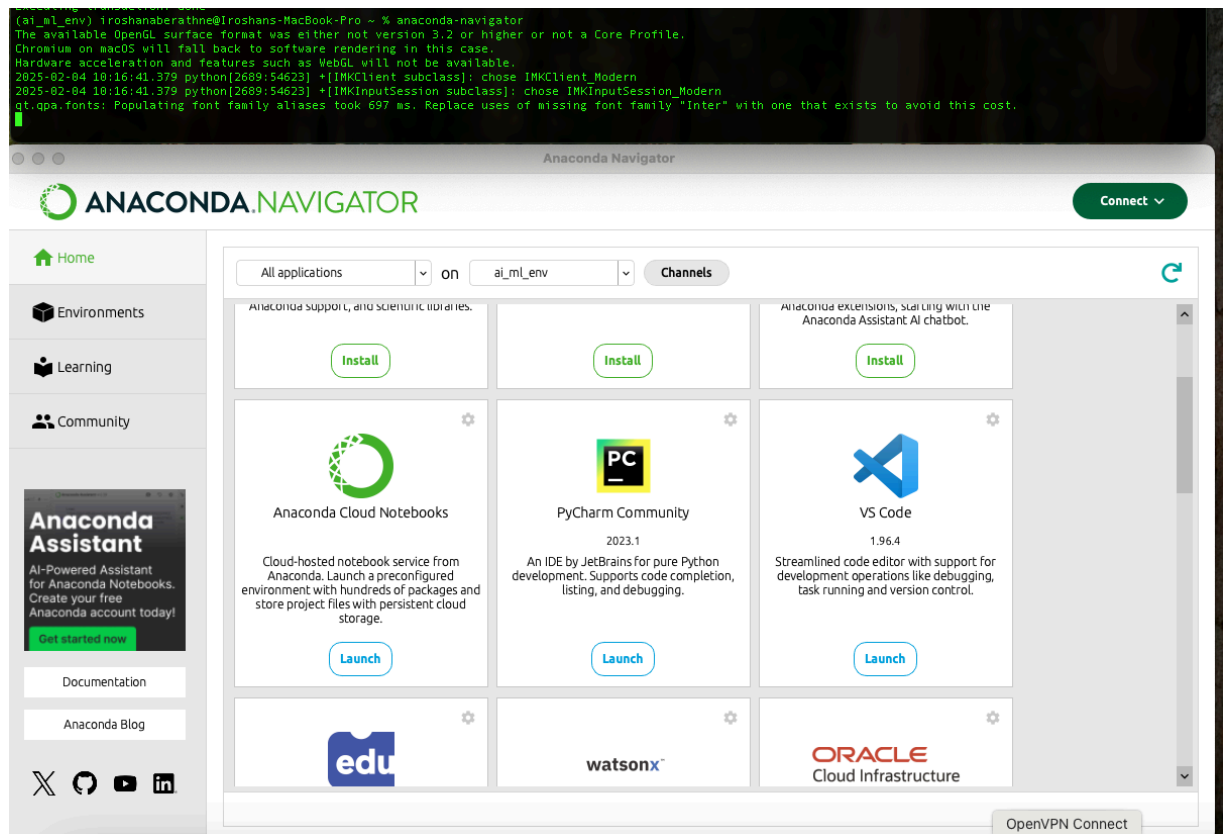 Executing transaction: done
(ai_ml_env) iroshanaberathne@Iroshans-MacBook-Pro ~ % anaconda-navigator
The available OpenGL surface format was either not version 3.2 or higher or not a Core Profile.
Chromium on macOS will fall back to software rendering in this case.
Hardware acceleration and features such as WebGL will not be available.
2025-02-04 10:16:41.379 python[2689:54623] +[IMKClient subclass]: chose IMKClient_Modern
2025-02-04 10:16:41.379 python[2689:54623] +[IMKInputSession subclass]: chose IMKInputSession_Modern
qt.qpa.fonts: Populating font family aliases took 697 ms. Replace uses of missing font family "Inter" with one that exists to avoid this cost.
Anaconda Navigator
ANACONDA.NAVIGATOR
Connect
Home
Environments
Learning
Community
Anaconda
Assistant
AI-Powered Assistant
for Anaconda Notebooks.
Create your free
Anaconda account today!
Get started now
Documentation
Anaconda Blog
All applications on ai_ml_env Channels
Anaconda support, and scientific libraries.
Install
Install
Anaconda extensions, starting with the
Anaconda Assistant AI chatbot.
Install
Anaconda Cloud Notebooks
Cloud-hosted notebook service from
Anaconda. Launch a preconfigured
environment with hundreds of packages and
store project files with persistent cloud
storage.
Launch
PC
PyCharm Community
2023.1
An IDE by JetBrains for pure Python
development. Supports code completion,
listing, and debugging.
Launch
VS Code
1.96.4
Streamlined code editor with support for
development operations like debugging,
task running and version control.
Launch
edu
watsonx
ORACLE
Cloud Infrastructure
OpenVPN Connect